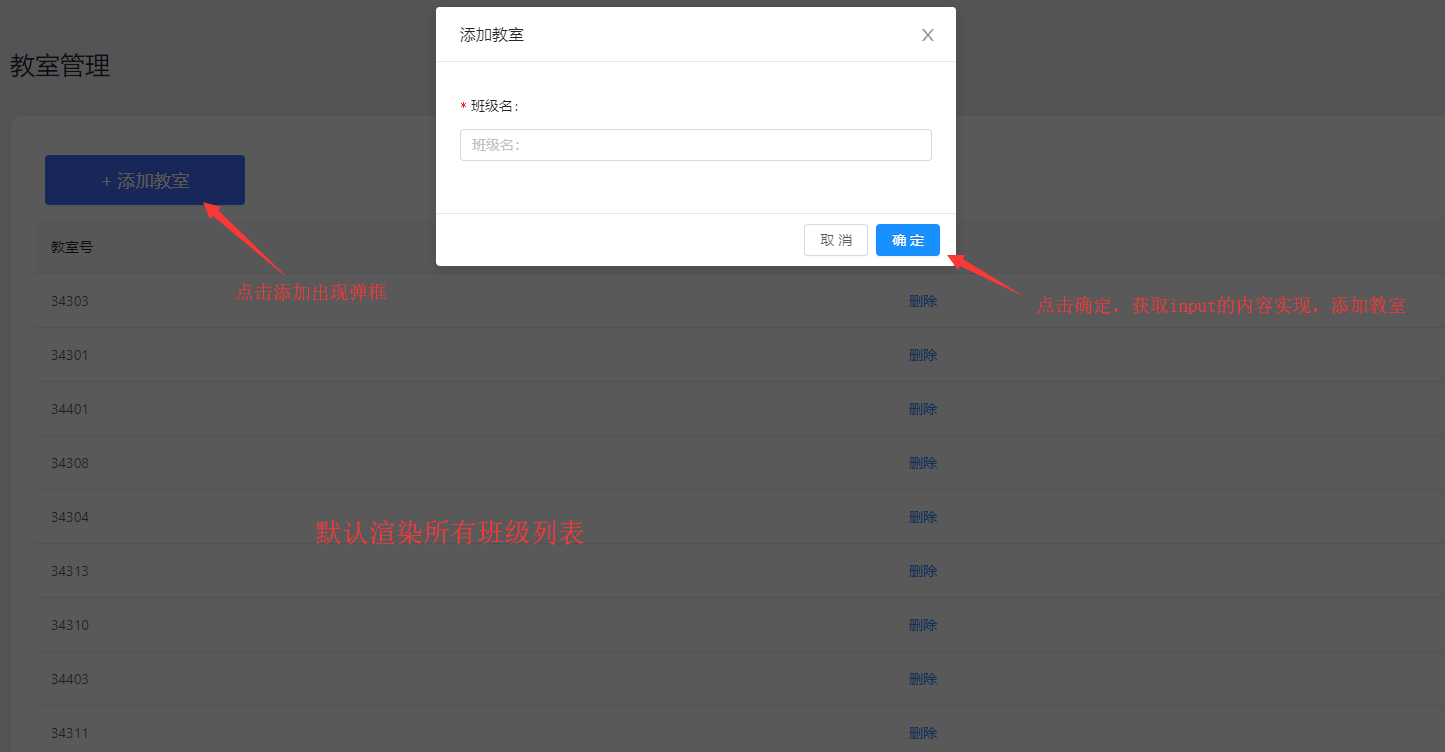 添加教室
X
教室管理
* 班级名:
班级名:
+ 添加教室
取 消
确 定
教室号
点击添加出现弹框
点击确定，获取input的内容实现，添加教室
34303
删除
34301
删除
34401
删除
34308
删除
34304
删除
默认渲染所有班级列表
34313
删除
34310
删除
34403
删除
34311
删除